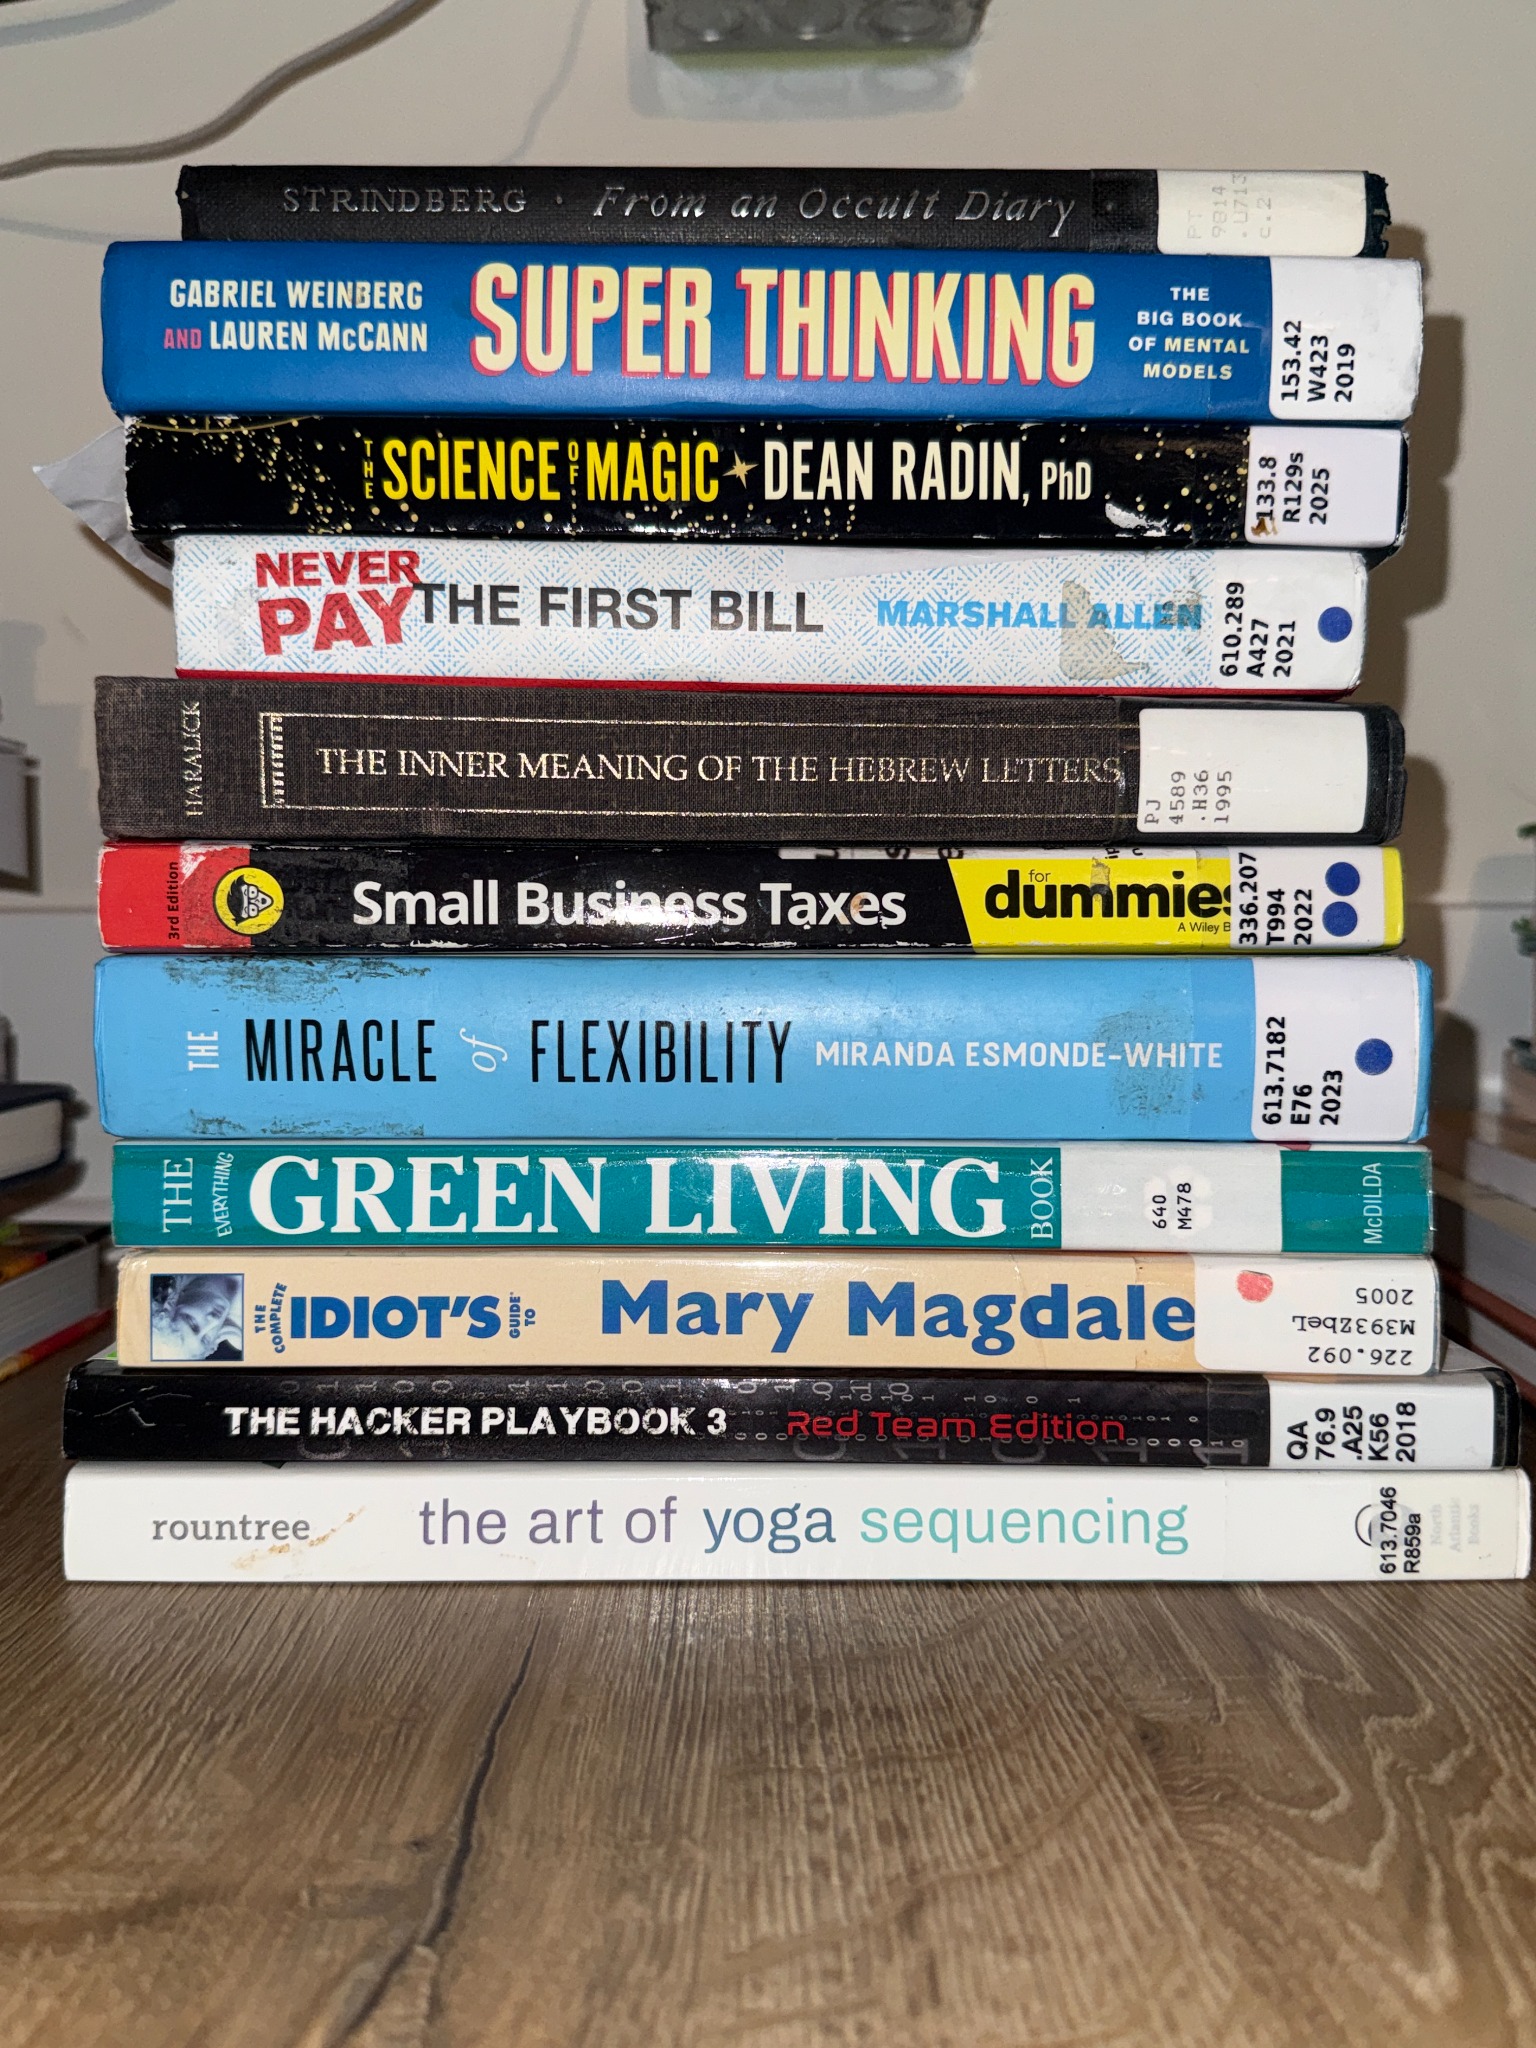 STRINDBERG · From an Occult Diary
PT
9814
.U713
c.2
GABRIEL WEINBERG
AND LAUREN McCANN
SUPER THINKING
THE
BIG BOOK
OF MENTAL
MODELS
153.42
W423
2019
THE SCIENCE OF MAGIC DEAN RADIN, PhD
133.8
R129s
2025
NEVER
PAY
THE FIRST BILL
MARSHALL ALLEN
610.289
A427
2021
HARALICK
THE INNER MEANING OF THE HEBREW LETTERS
PJ
4589
.H36
1995
3rd Edition
Small Business Taxes
for
dummies
A Wiley B
336.207
T994
2022
THE MIRACLE of FLEXIBILITY MIRANDA ESMONDE-WHITE
613.7182
E76
2023
THE EVERYTHING GREEN LIVING BOOK
640
M478
McDILDA
THE COMPLETE IDIOT'S GUIDE TO
Mary Magdale
226.092
M393ZbeL
2005
THE HACKER PLAYBOOK 3 Red Team Edition
QA
76.9
.A25
K56
2018
rountree
the art of yoga sequencing
613.7046
R859a
North
Atlantic
Books